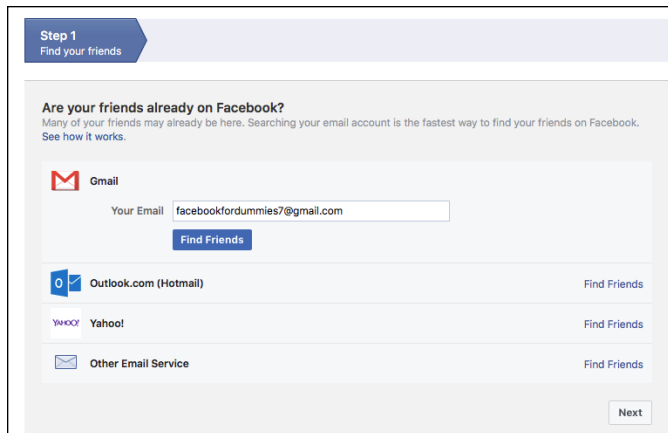 Step 1
Find your friends
Are your friends already on Facebook?
Many of your friends may already be here. Searching your email account is the fastest way to find your friends on Facebook.
See how it works.
Gmail
Your Email facebookfordummies7@gmail.com
Find Friends
Outlook.com (Hotmail) Find Friends
YAHOO! Yahoo! Find Friends
Other Email Service Find Friends
Next